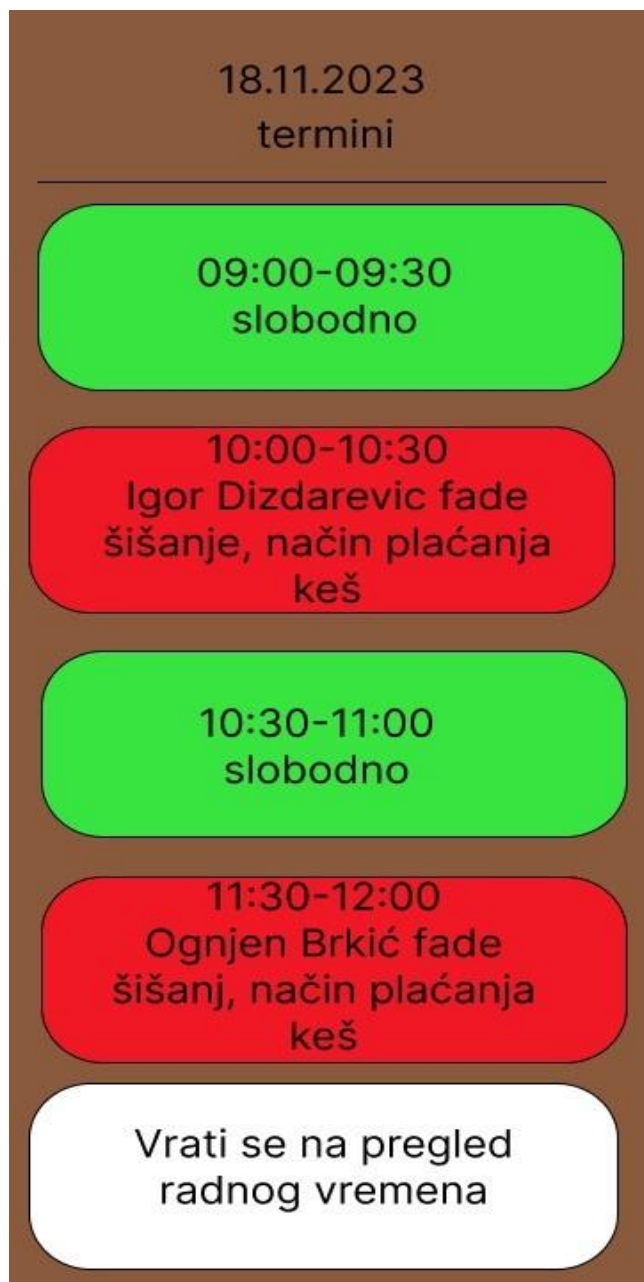 18.11.2023
termini
09:00-09:30
slobodno
10:00-10:30
Igor Dizdarevic fade
šišanje, način plaćanja
keš
10:30-11:00
slobodno
11:30-12:00
Ognjen Brkić fade
šišanj, način plaćanja
keš
Vrati se na pregled
radnog vremena